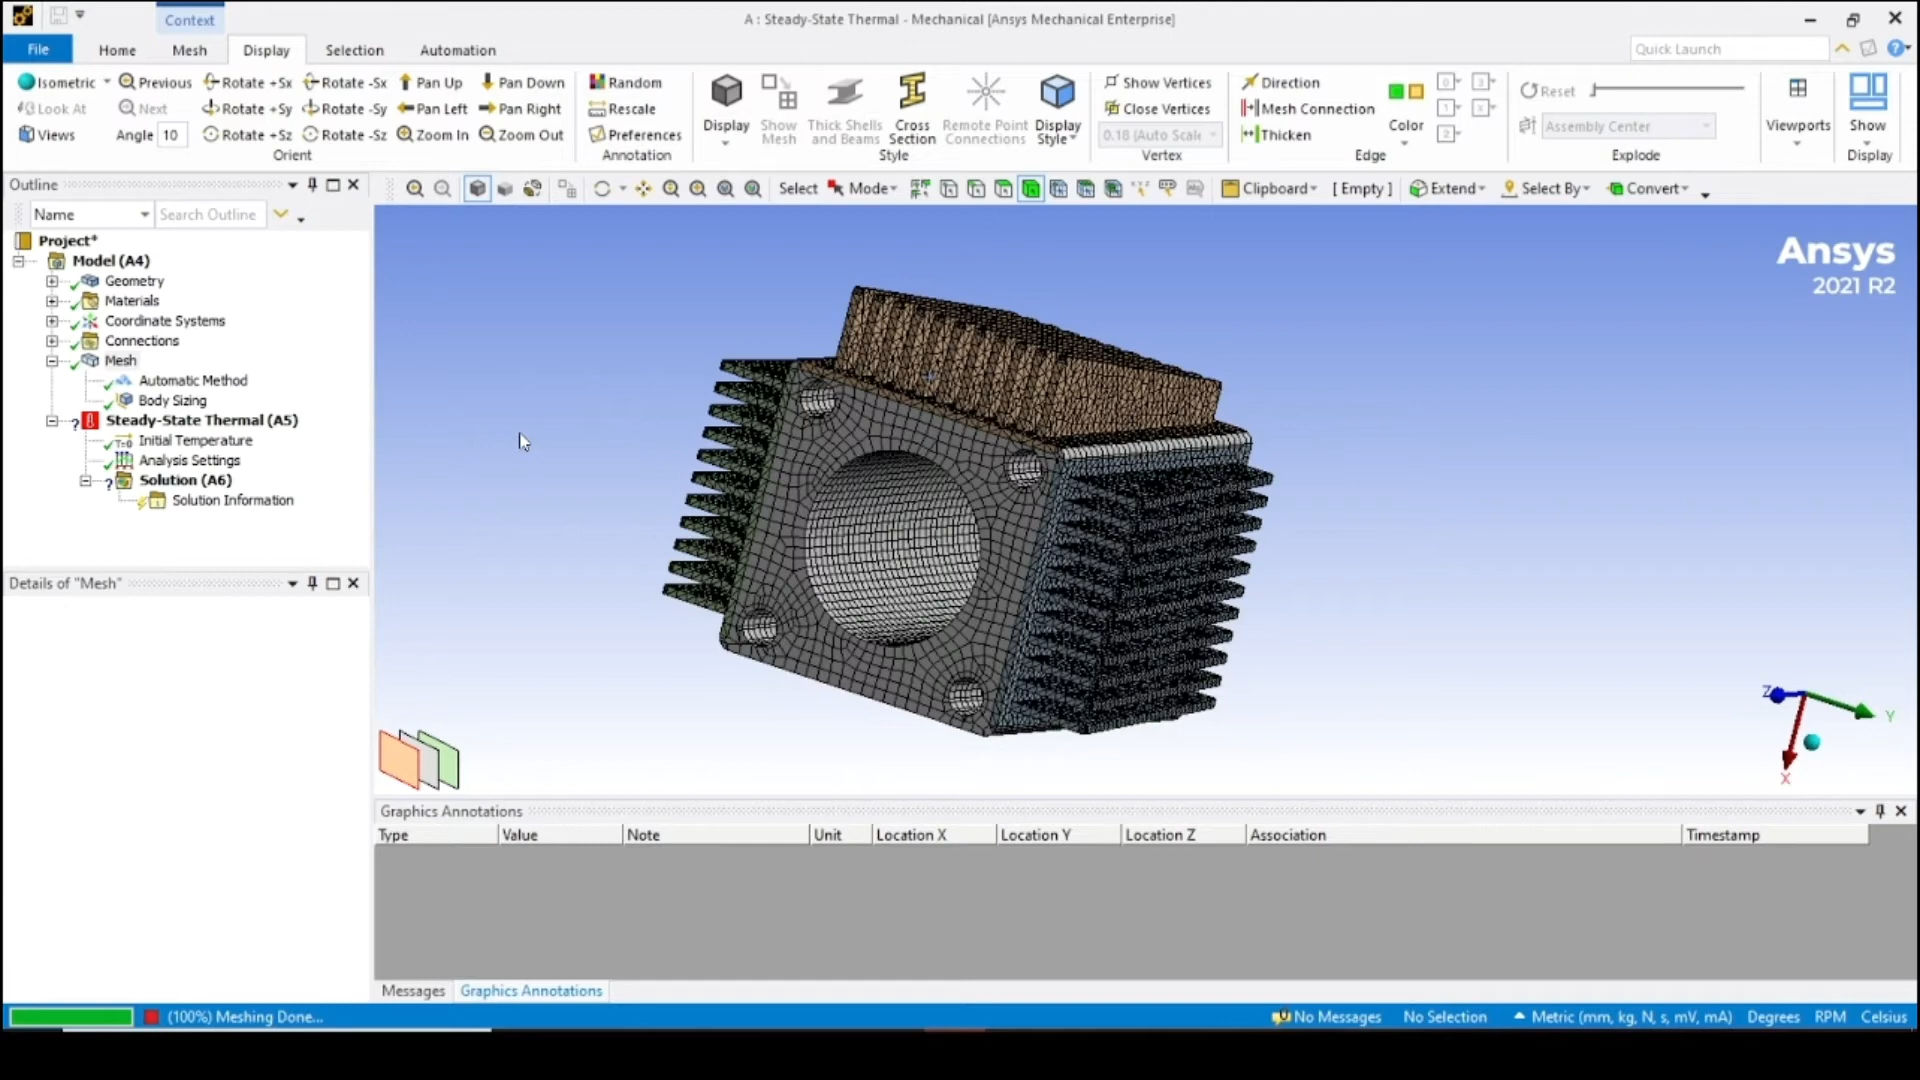 Context
A : Steady-State Thermal - Mechanical [Ansys Mechanical Enterprise]
File Home Mesh Display Selection Automation
Quick Launch
Isometric Previous Rotate +Sx Rotate -Sx Pan Up Pan Down
Look At Next Rotate +Sy Rotate -Sy Pan Left Pan Right
Views Angle 10 Rotate +Sz Rotate -Sz Zoom In Zoom Out
Orient
Random
Rescale
Preferences
Annotation
Display Show Mesh Thick Shells and Beams Cross Section Remote Point Connections Display Style
Style
Show Vertices
Close Vertices
0.18 (Auto Scale
Vertex
Direction
Mesh Connection
Thicken
Color
Edge
Reset
Assembly Center
Explode
Viewports
Show
Display
Outline
Name Search Outline
Select Mode Clipboard [ Empty ] Extend Select By Convert
Project*
Model (A4)
Geometry
Materials
Coordinate Systems
Connections
Mesh
Automatic Method
Body Sizing
Steady-State Thermal (A5)
Initial Temperature
Analysis Settings
Solution (A6)
Solution Information
Details of "Mesh"
Ansys
2021 R2
Z
Y
X
Graphics Annotations
Type Value Note Unit Location X Location Y Location Z Association Timestamp
Messages Graphics Annotations
(100%) Meshing Done... No Messages No Selection Metric (mm, kg, N, s, mV, mA) Degrees RPM Celsius